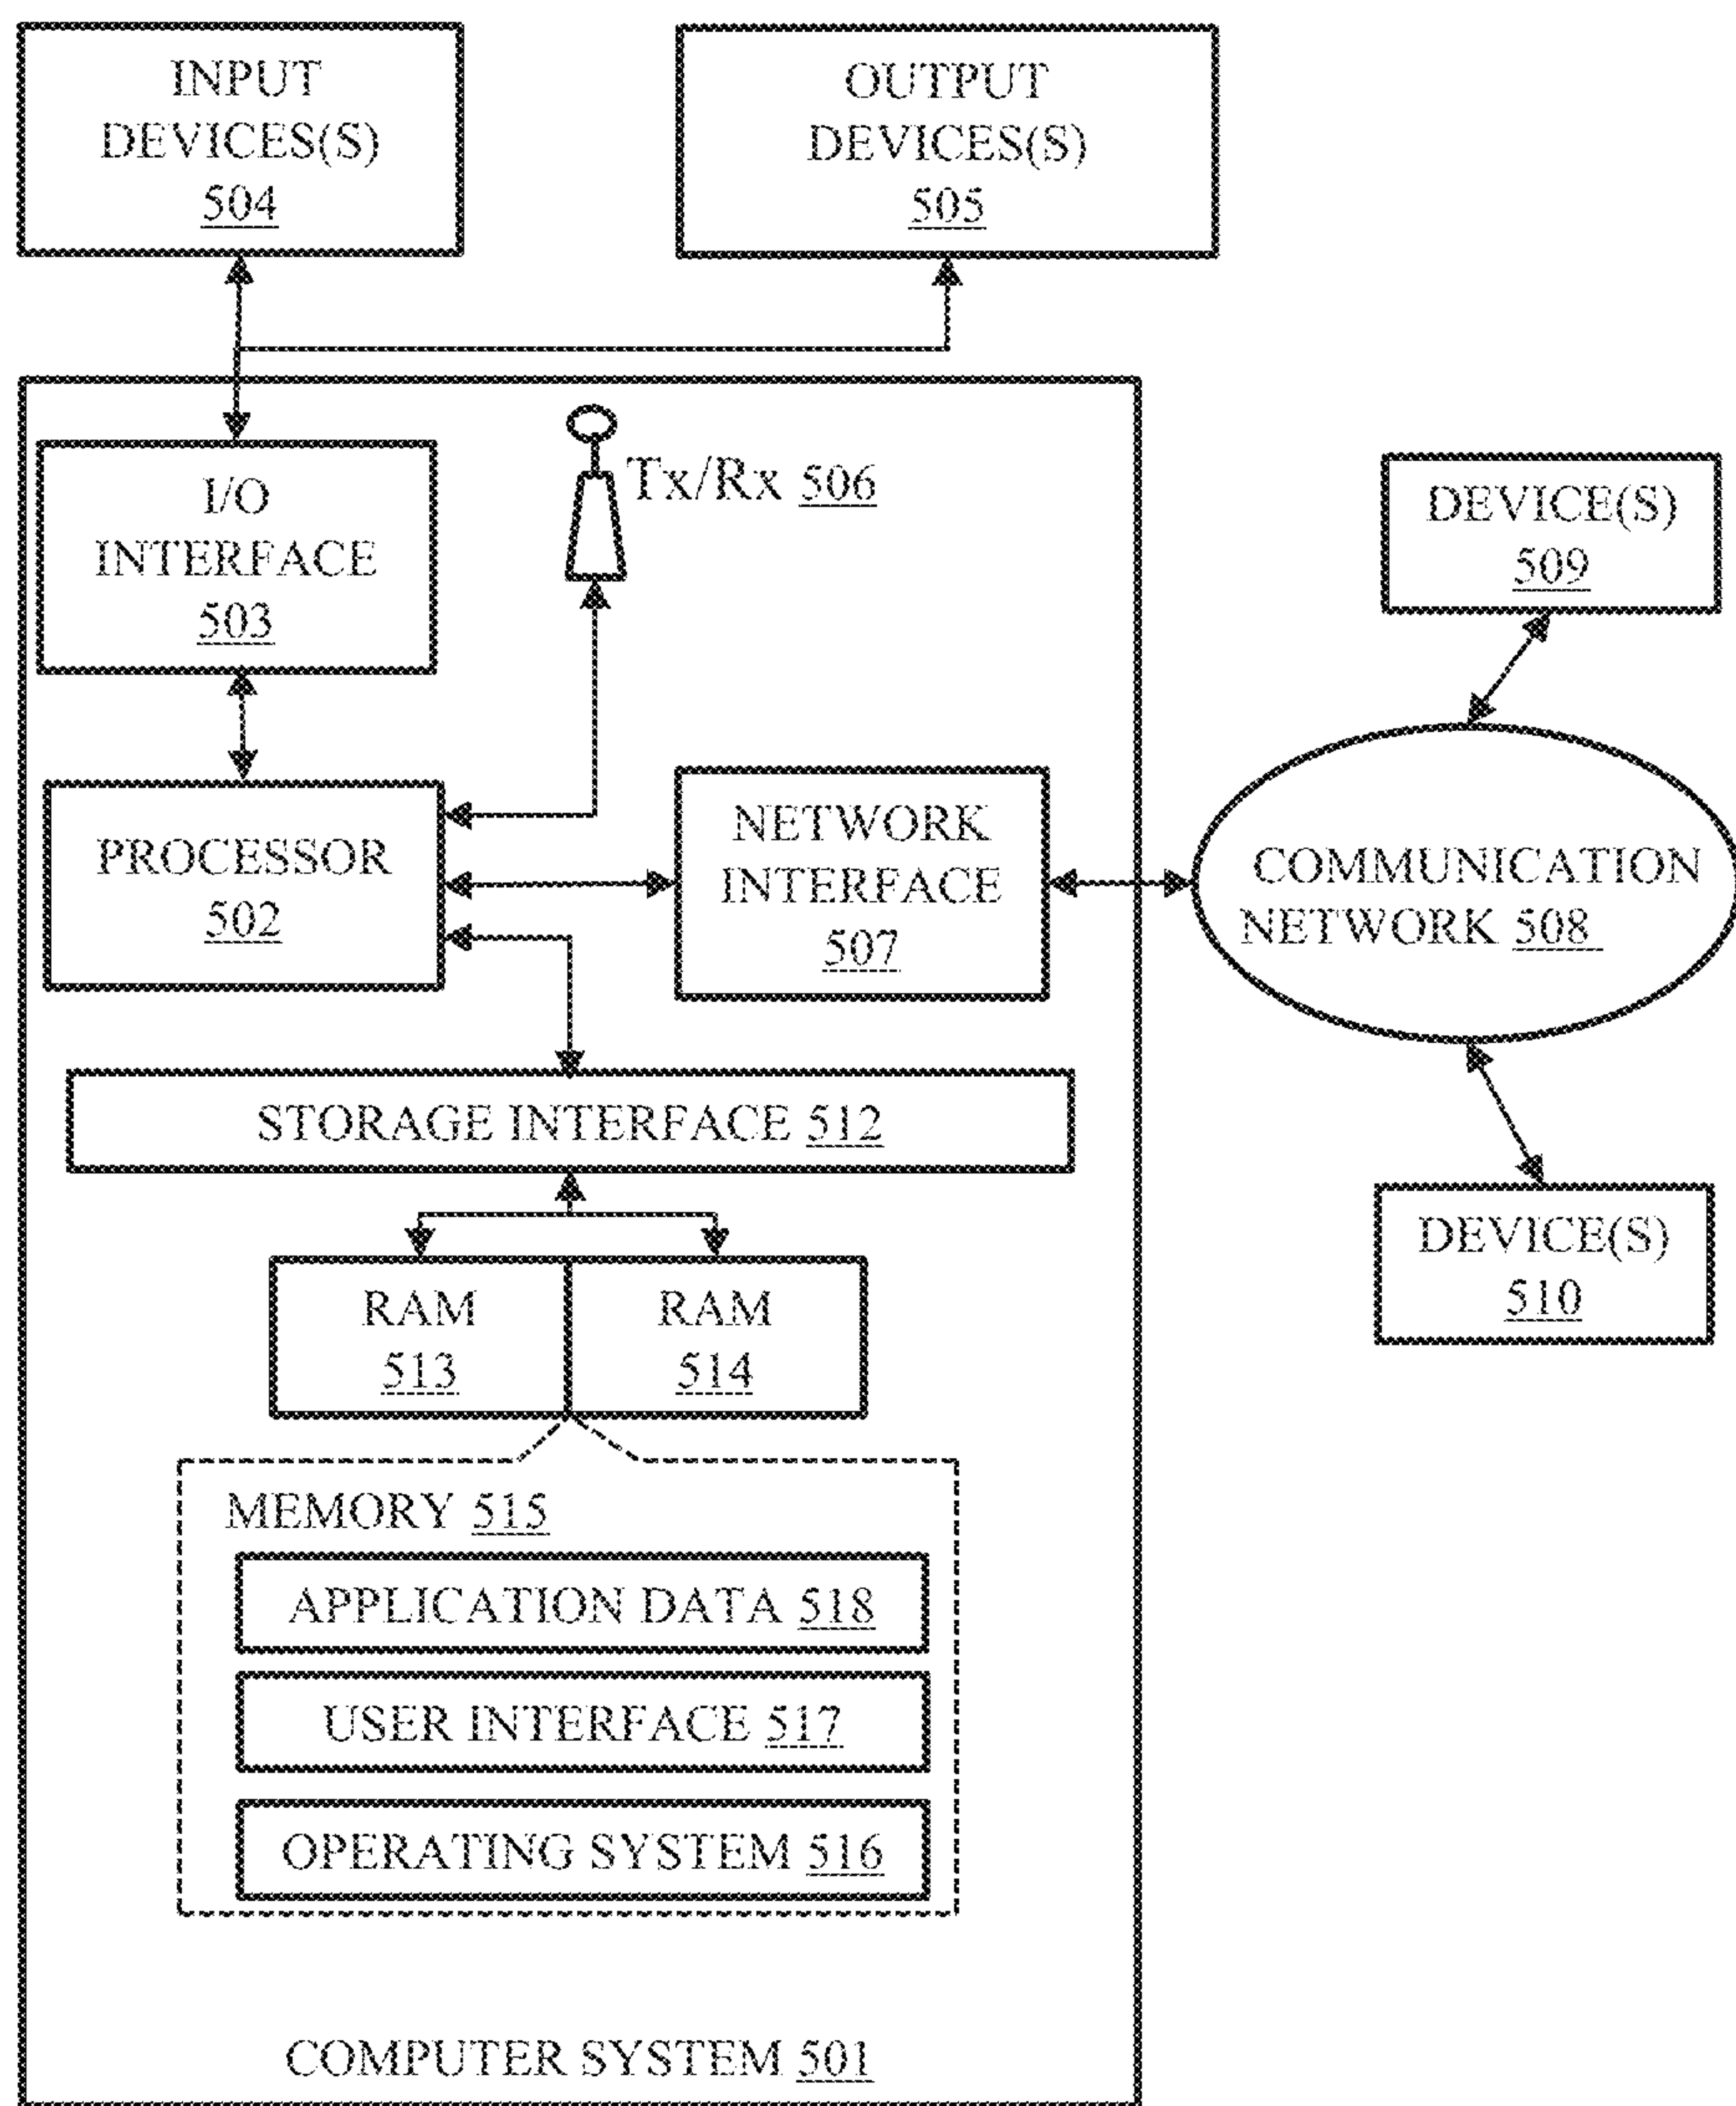 INPUT
DEVICES(S)
504
OUTPUT
DEVICES(S)
505
I/O
INTERFACE
503
Tx/Rx 506
DEVICE(S)
509
PROCESSOR
502
NETWORK
INTERFACE
507
COMMUNICATION
NETWORK 508
STORAGE INTERFACE 512
DEVICE(S)
510
RAM
513
RAM
514
MEMORY 515
APPLICATION DATA 518
USER INTERFACE 517
OPERATING SYSTEM 516
COMPUTER SYSTEM 501